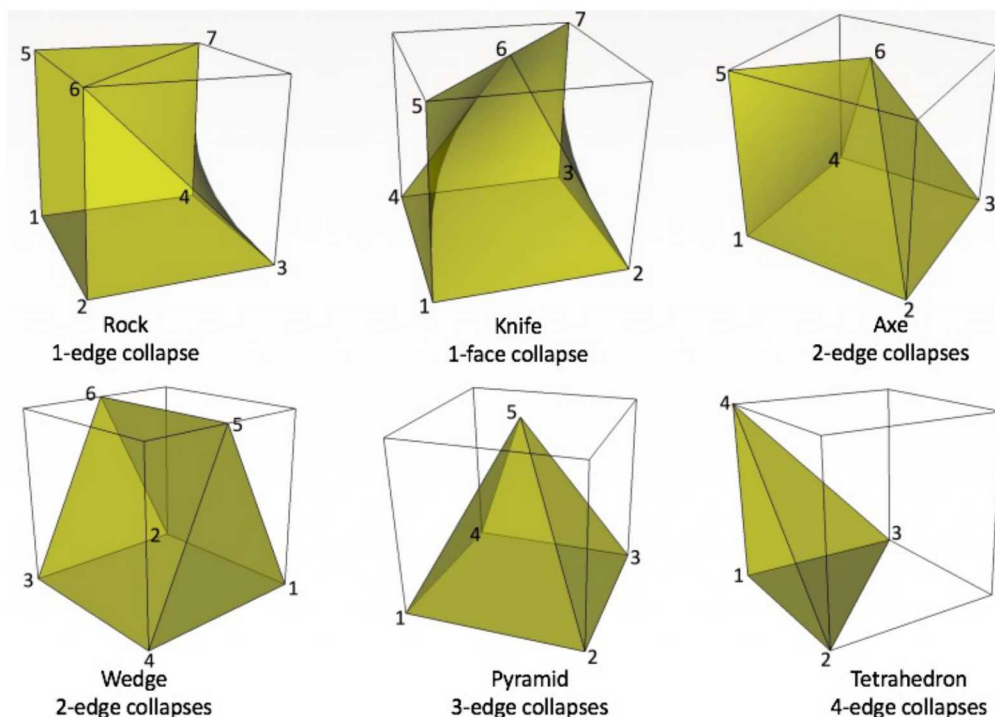 5 7 6 1 4 2 3
Rock
1-edge collapse
7 6 5 4 3 1 2
Knife
1-face collapse
6 5 4 3 1 2
Axe
2-edge collapses
6 5 2 3 1 4
Wedge
2-edge collapses
5 4 3 1 2
Pyramid
3-edge collapses
4 3 1 2
Tetrahedron
4-edge collapses